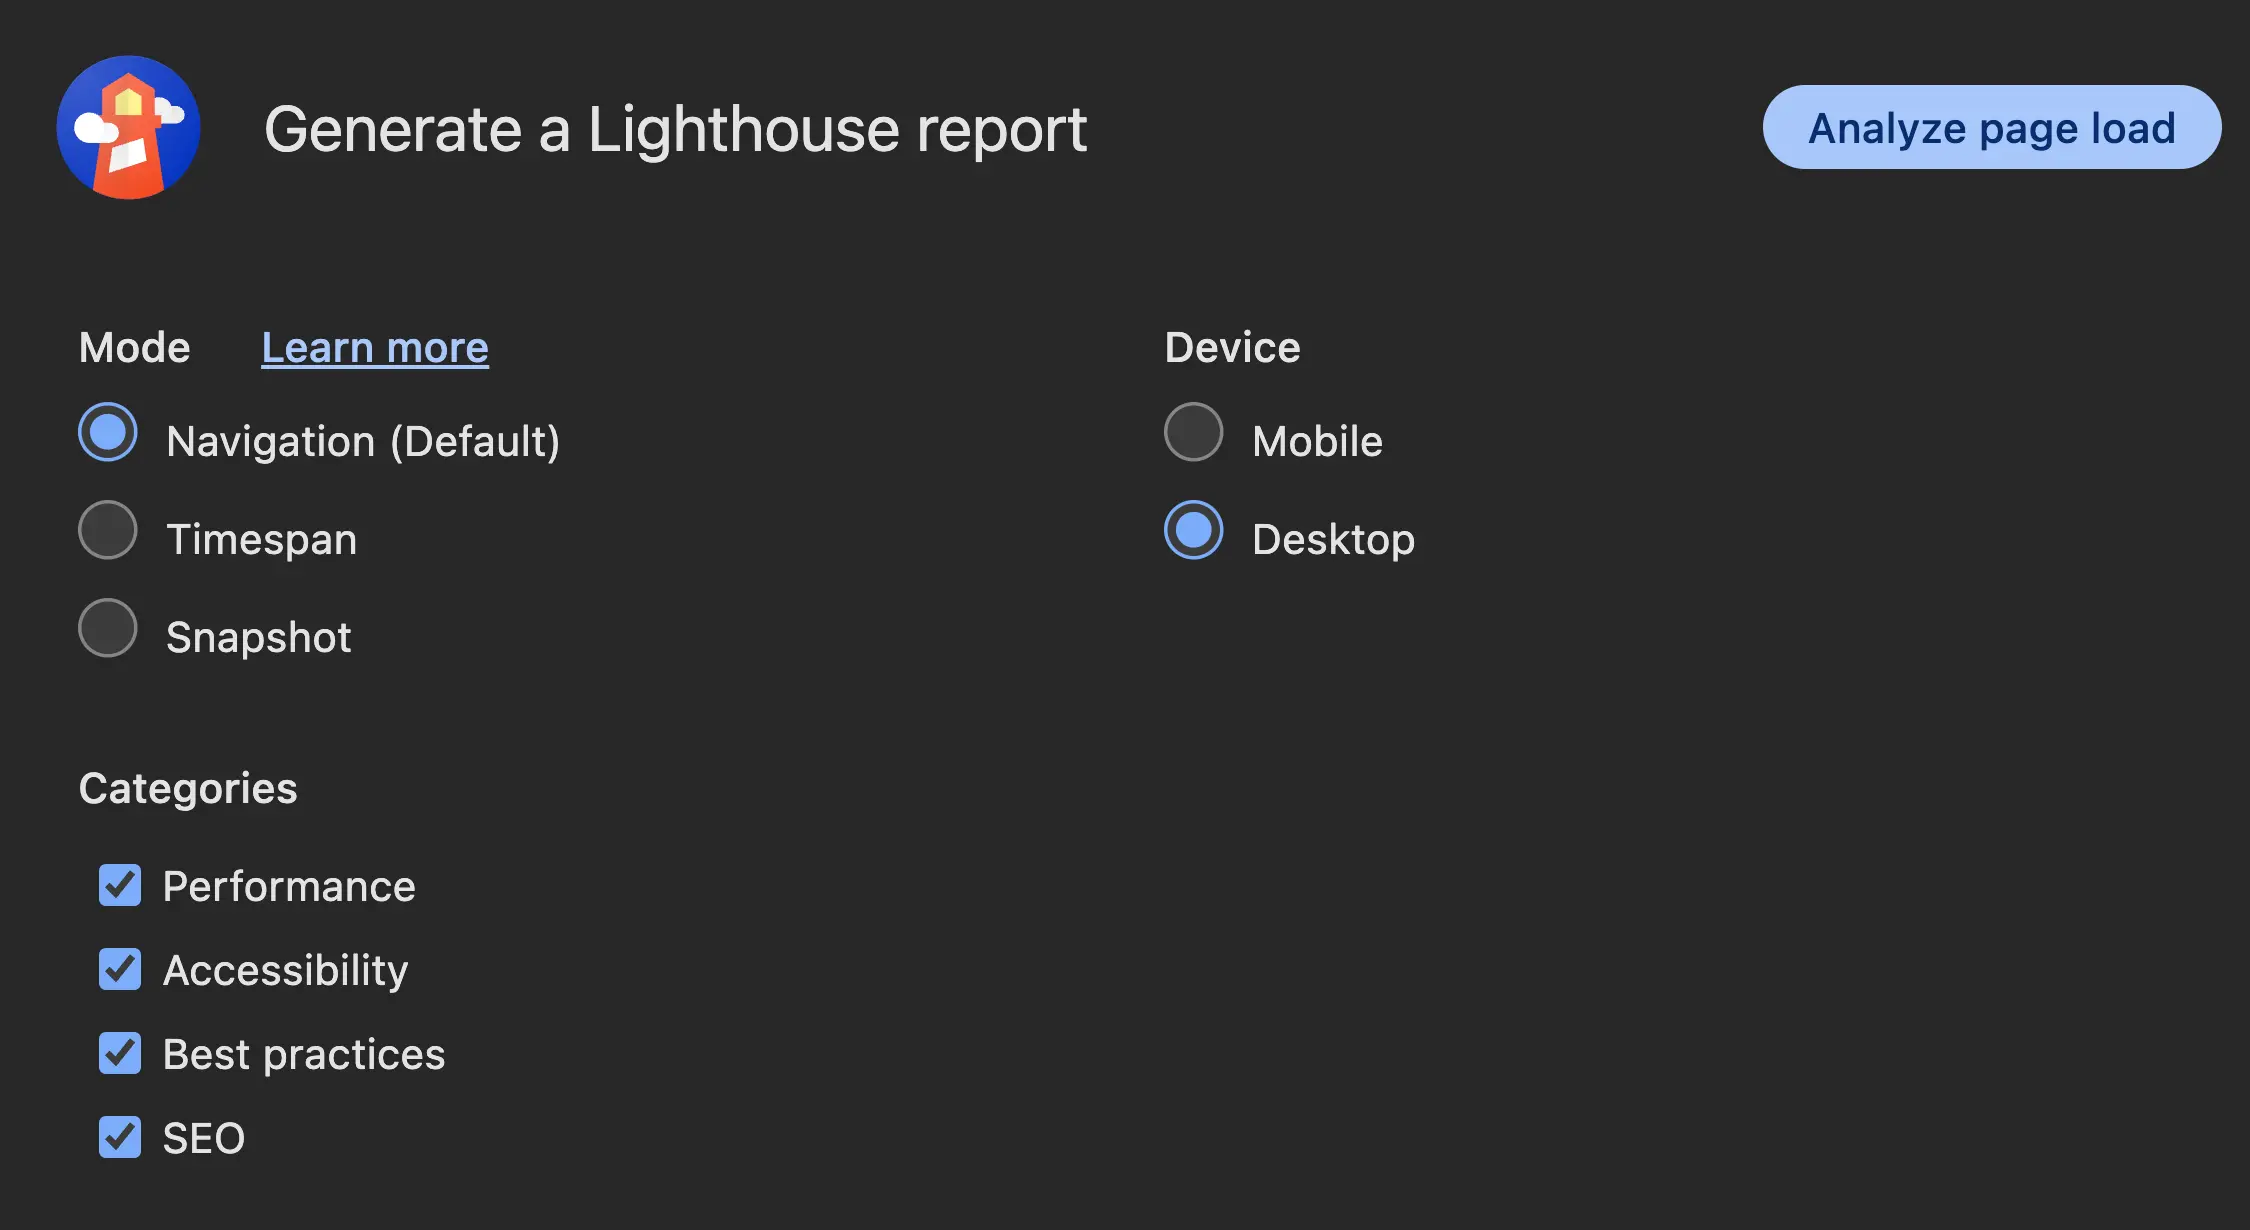 Generate a Lighthouse report
Analyze page load
Mode Learn more
Navigation (Default)
Timespan
Snapshot
Device
Mobile
Desktop
Categories
Performance
Accessibility
Best practices
SEO